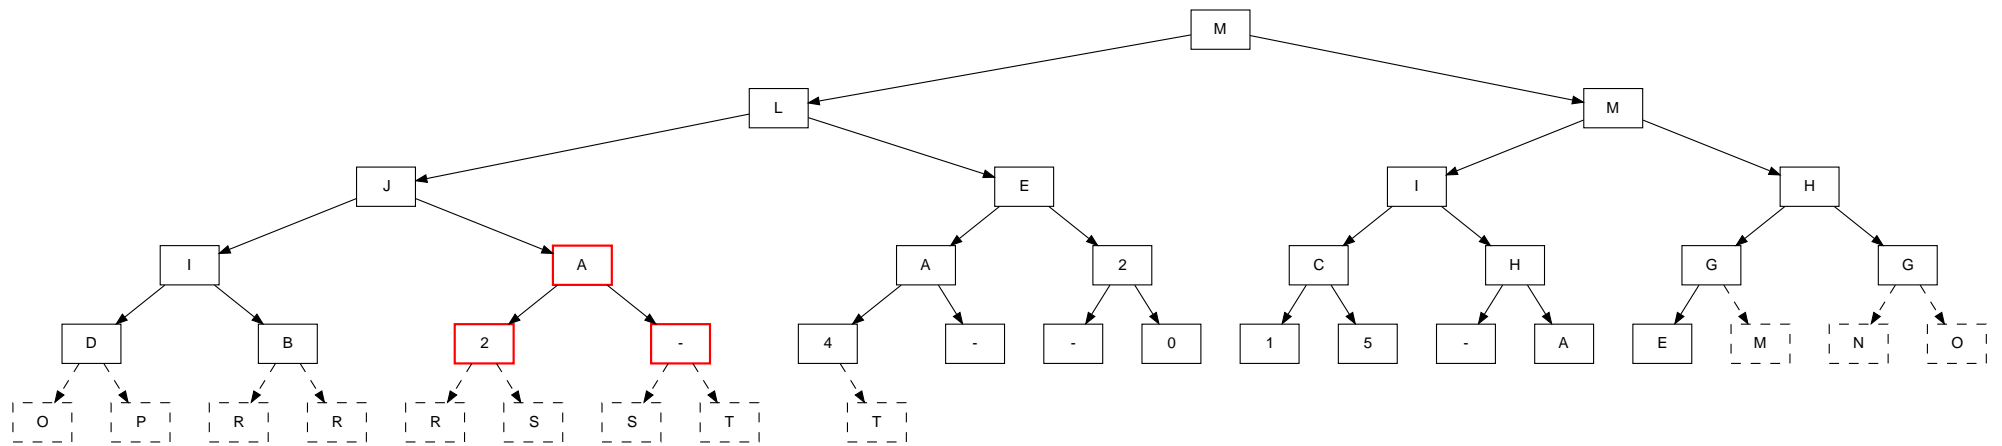 M
L M
J E I H
I A A 2 C H G G
D B 2 - 4 - - 0 1 5 - A E M N O
O P R R R S S T T